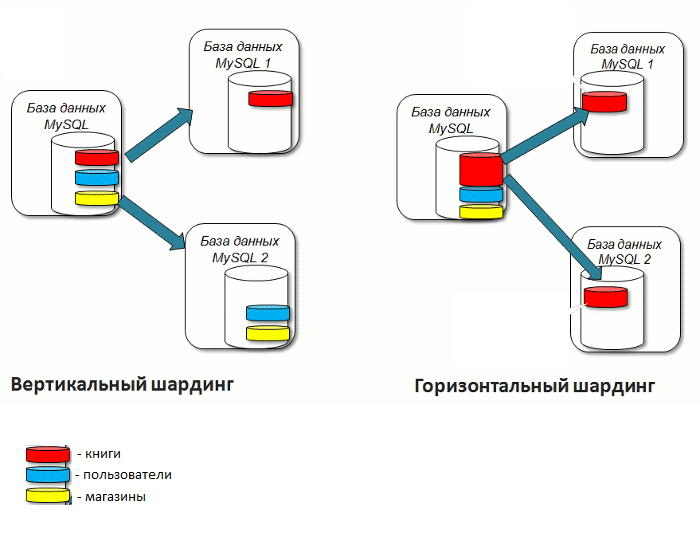 База данных
MySQL
База данных
MySQL 1
База данных
MySQL 2
Вертикальный шардинг
База данных
MySQL
База данных
MySQL 1
База данных
MySQL 2
Горизонтальный шардинг
- книги
- пользователи
- магазины